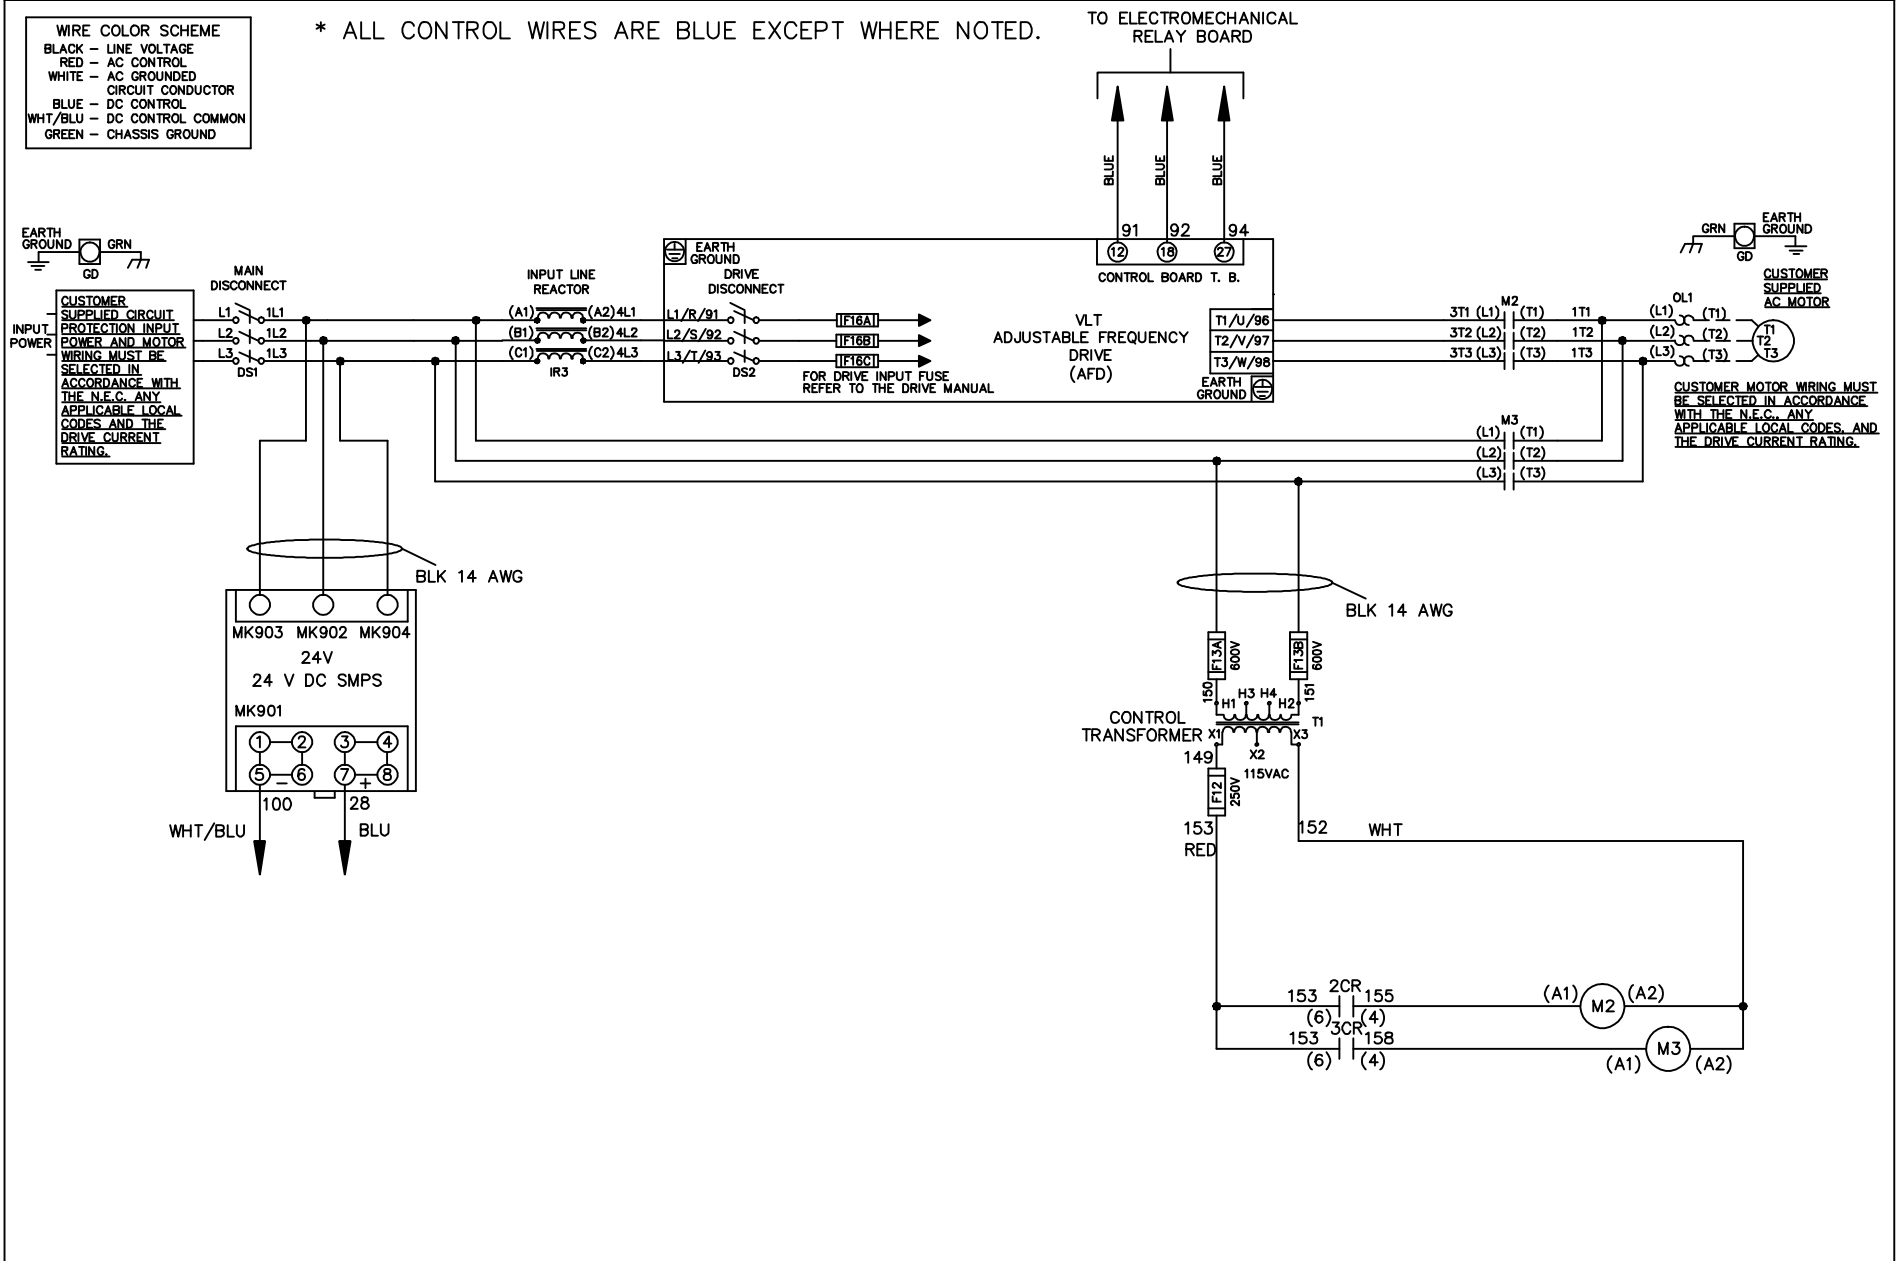 WIRE COLOR SCHEME
BLACK – LINE VOLTAGE
RED – AC CONTROL
WHITE – AC GROUNDED
CIRCUIT CONDUCTOR
BLUE – DC CONTROL
WHT/BLU – DC CONTROL COMMON
GREEN – CHASSIS GROUND
* ALL CONTROL WIRES ARE BLUE EXCEPT WHERE NOTED.
TO ELECTROMECHANICAL
RELAY BOARD
BLUE
BLUE
BLUE
91 92 94
12 18 27
CONTROL BOARD T. B.
EARTH
GROUND
GRN
GD
INPUT
POWER
CUSTOMER
SUPPLIED CIRCUIT
PROTECTION INPUT
POWER AND MOTOR
WIRING MUST BE
SELECTED IN
ACCORDANCE WITH
THE N.E.C. ANY
APPLICABLE LOCAL
CODES AND THE
DRIVE CURRENT
RATING.
MAIN
DISCONNECT
L1 1L1
L2 1L2
L3 1L3
DS1
INPUT LINE
REACTOR
(A1) (A2) 4L1
(B1) (B2) 4L2
(C1) (C2) 4L3
IR3
EARTH
GROUND
DRIVE
DISCONNECT
L1/R/91
L2/S/92
L3/T/93
DS2
F16A
F16B
F16C
FOR DRIVE INPUT FUSE
REFER TO THE DRIVE MANUAL
VLT
ADJUSTABLE FREQUENCY
DRIVE
(AFD)
T1/U/96
T2/V/97
T3/W/98
EARTH
GROUND
M2
3T1 (L1) (T1) 1T1
3T2 (L2) (T2) 1T2
3T3 (L3) (T3) 1T3
M3
(L1) (T1)
(L2) (T2)
(L3) (T3)
GRN
GD
EARTH
GROUND
CUSTOMER
SUPPLIED
AC MOTOR
OL1
(L1) (T1)
(L2) (T2)
(L3) (T3)
T1
T2
T3
CUSTOMER MOTOR WIRING MUST
BE SELECTED IN ACCORDANCE
WITH THE N.E.C., ANY
APPLICABLE LOCAL CODES, AND
THE DRIVE CURRENT RATING.
BLK 14 AWG
MK903 MK902 MK904
24V
24 V DC SMPS
MK901
1 2 3 4
5 6 7 8
– +
100 28
WHT/BLU BLU
BLK 14 AWG
F13A
600V
F13B
600V
150
151
H1 H3 H4 H2
CONTROL
TRANSFORMER
T1
X1 X2 X3
149
115VAC
F12
250V
153
RED
152 WHT
2CR
153 155
(6) (4)
(A1) M2 (A2)
3CR
153 158
(6) (4)
(A1) M3 (A2)